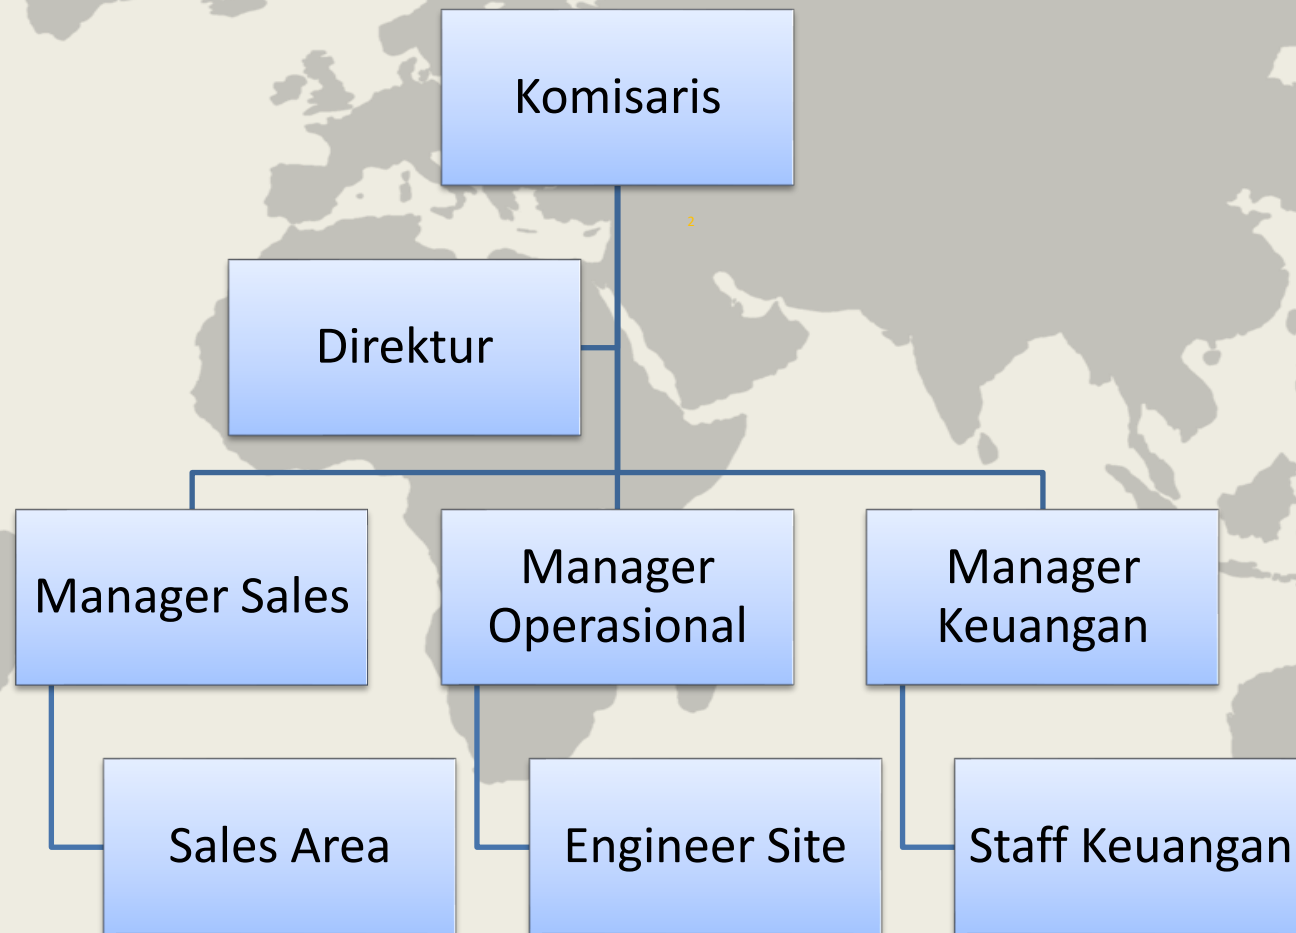 Komisaris
Direktur
Manager Sales
Manager
Operasional
Manager
Keuangan
Sales Area
Engineer Site
Staff Keuangan